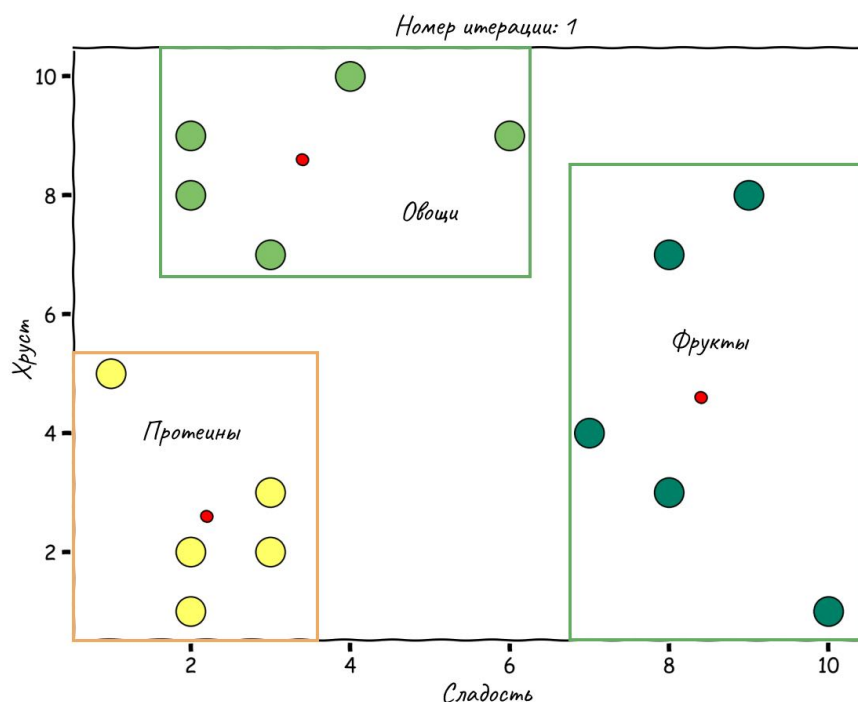 Номер итерации: 1
10
8
6
4
2
Хруст
Овощи
Фрукты
Протеины
2
4
6
8
10
Сладость